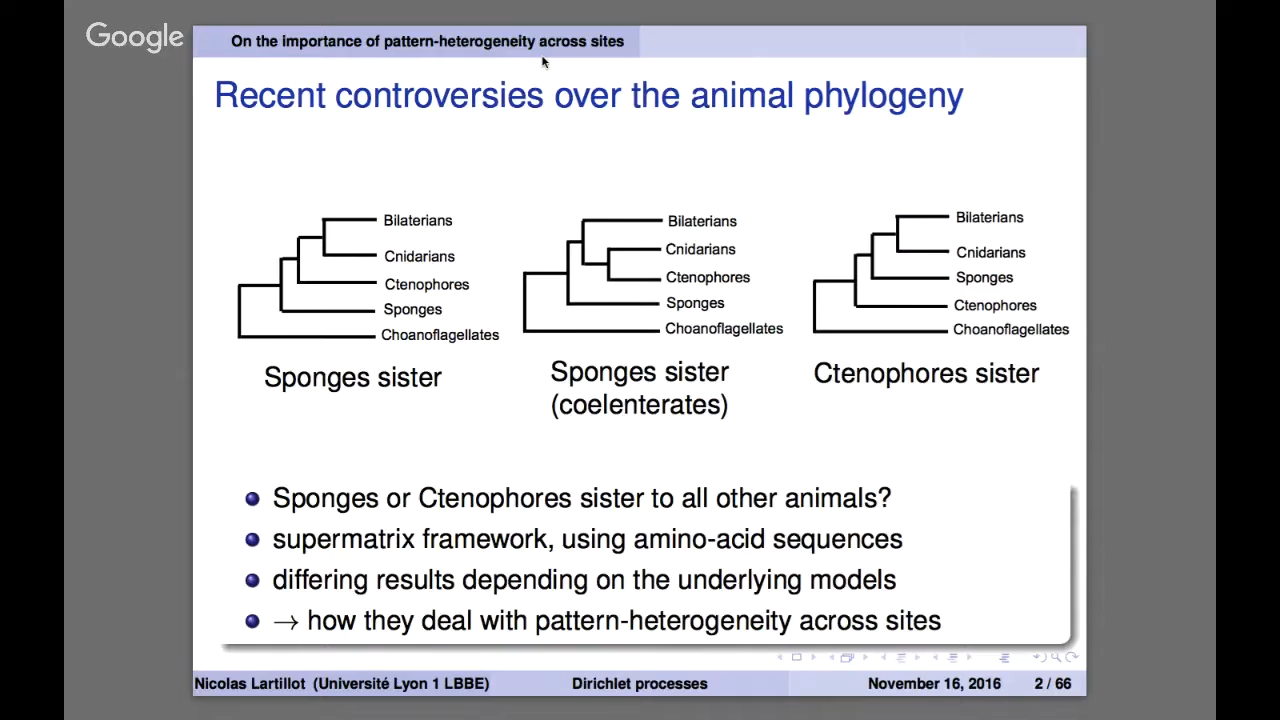 Google
On the importance of pattern-heterogeneity across sites
Recent controversies over the animal phylogeny
Bilaterians
Cnidarians
Ctenophores
Sponges
Choanoflagellates
Sponges sister
Bilaterians
Cnidarians
Ctenophores
Sponges
Choanoflagellates
Sponges sister
(coelenterates)
Bilaterians
Cnidarians
Sponges
Ctenophores
Choanoflagellates
Ctenophores sister
Sponges or Ctenophores sister to all other animals?
supermatrix framework, using amino-acid sequences
differing results depending on the underlying models
→ how they deal with pattern-heterogeneity across sites
Nicolas Lartillot (Université Lyon 1 LBBE) Dirichlet processes November 16, 2016 2 / 66